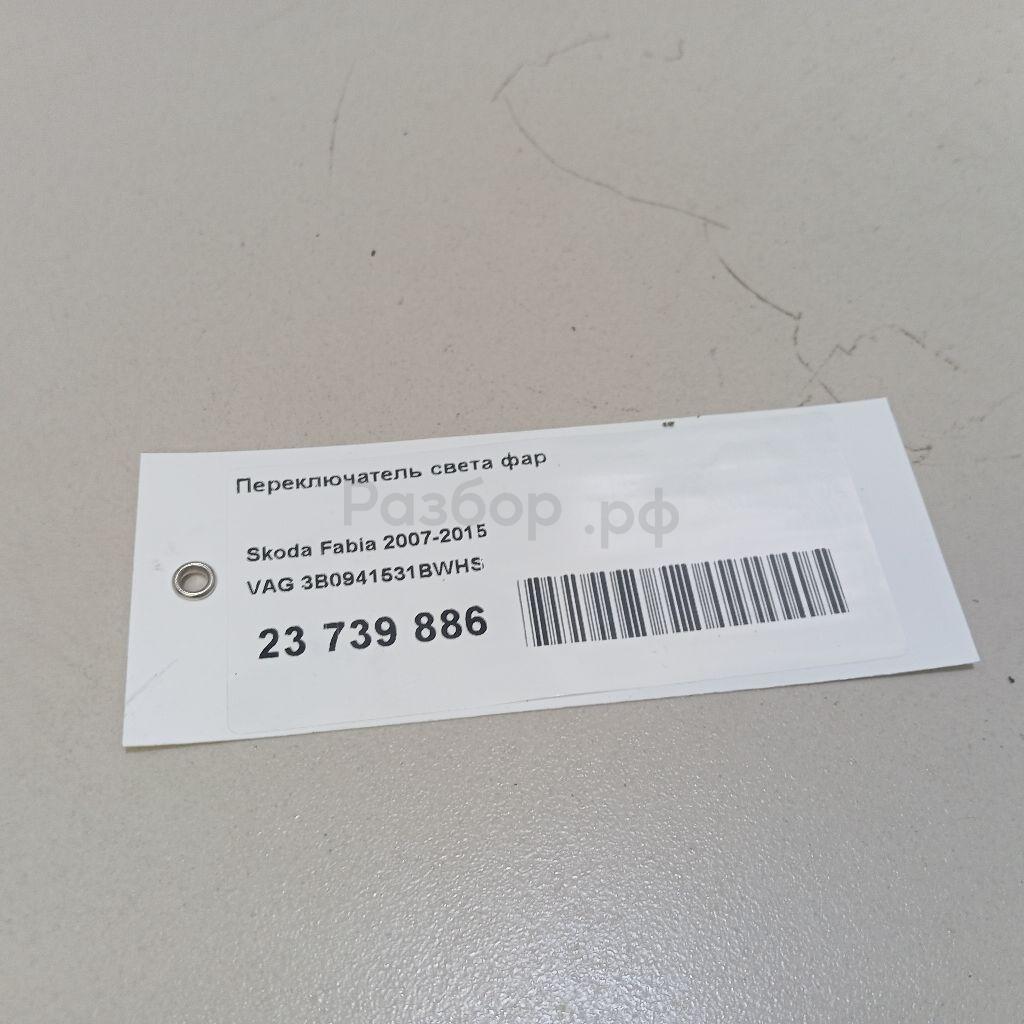 Переключатель света фар
Разбор.рф
Skoda Fabia 2007-2015
VAG 3B0941531BWHS
23 739 886